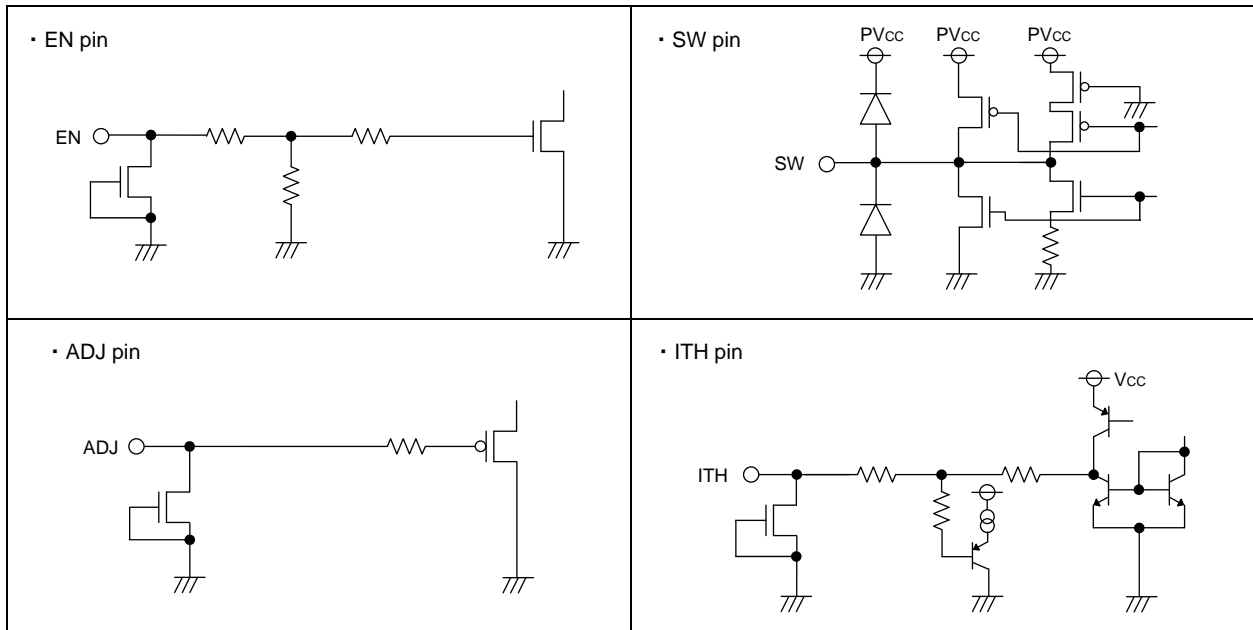 ・EN pin
EN
・SW pin
PVCC PVCC PVCC
SW
・ADJ pin
ADJ
・ITH pin
VCC
ITH